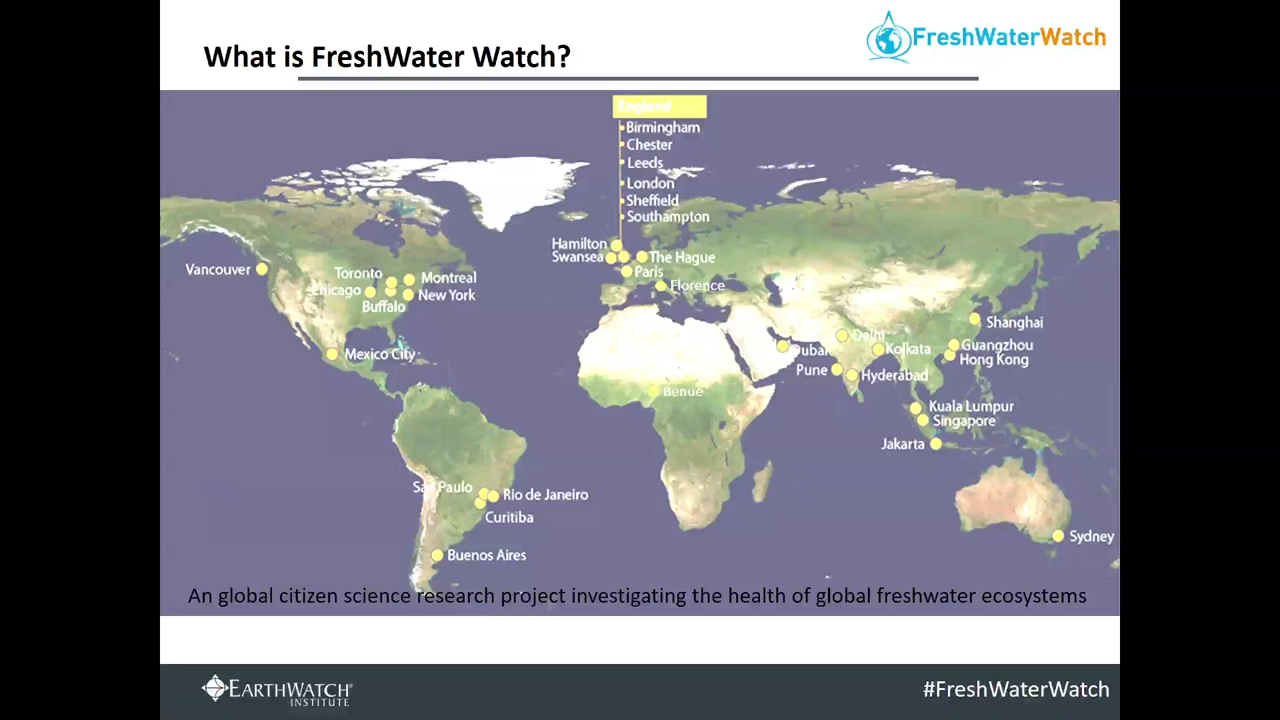 What is FreshWater Watch?
FreshWaterWatch
England
Birmingham
Chester
Leeds
London
Sheffield
Southampton
Hamilton
Swansea
The Hague
Paris
Florence
Vancouver
Toronto
Montreal
Chicago
New York
Buffalo
Mexico City
Shanghai
Delhi
Dubai
Kolkata
Guangzhou
Hong Kong
Pune
Hyderabad
Benue
Kuala Lumpur
Singapore
Jakarta
Sao Paulo
Rio de Janeiro
Curitiba
Sydney
Buenos Aires
An global citizen science research project investigating the health of global freshwater ecosystems
EARTHWATCH®
INSTITUTE
#FreshWaterWatch